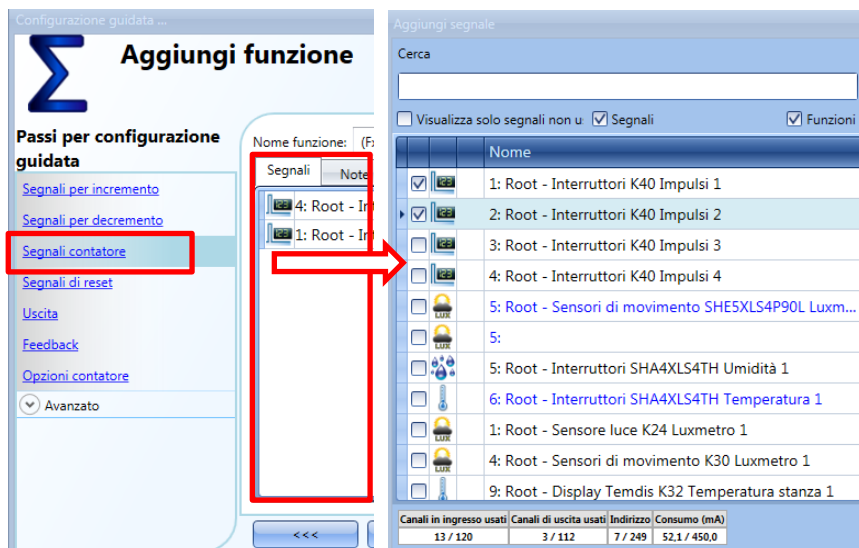 Configurazione guidata ...
Aggiungi funzione
Passi per configurazione
guidata
Segnali per incremento
Segnali per decremento
Segnali contatore
Segnali di reset
Uscita
Feedback
Opzioni contatore
Avanzato
Nome funzione: (Fx
Segnali Note
4: Root - In
1: Root - In
<<<
Aggiungi segnale
Cerca
Visualizza solo segnali non u Segnali Funzioni
Nome
1: Root - Interruttori K40 Impulsi 1
2: Root - Interruttori K40 Impulsi 2
3: Root - Interruttori K40 Impulsi 3
4: Root - Interruttori K40 Impulsi 4
5: Root - Sensori di movimento SHE5XLS4P90L Luxm...
5:
5: Root - Interruttori SHA4XLS4TH Umidità 1
6: Root - Interruttori SHA4XLS4TH Temperatura 1
1: Root - Sensore luce K24 Luxmetro 1
4: Root - Sensori di movimento K30 Luxmetro 1
9: Root - Display Temdis K32 Temperatura stanza 1
Canali in ingresso usati Canali di uscita usati Indirizzo Consumo (mA)
13 / 120 3 / 112 7 / 249 52,1 / 450,0